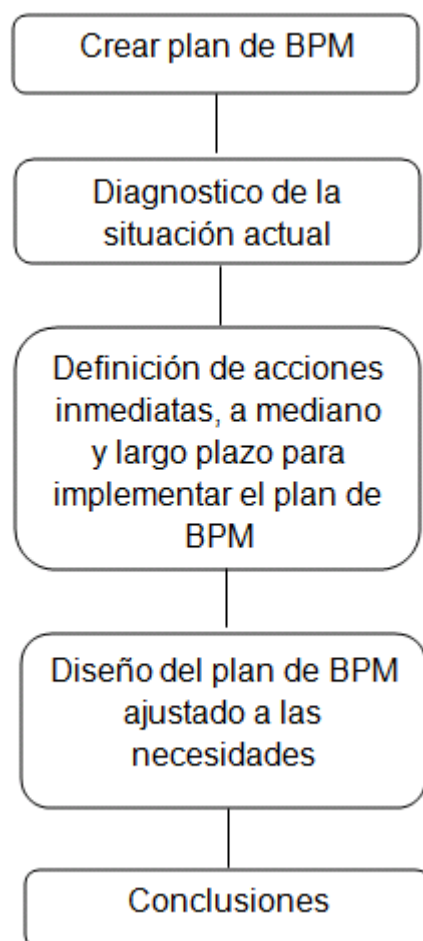 Crear plan de BPM
Diagnostico de la
situación actual
Definición de acciones
inmediatas, a mediano
y largo plazo para
implementar el plan de
BPM
Diseño del plan de BPM
ajustado a las
necesidades
Conclusiones